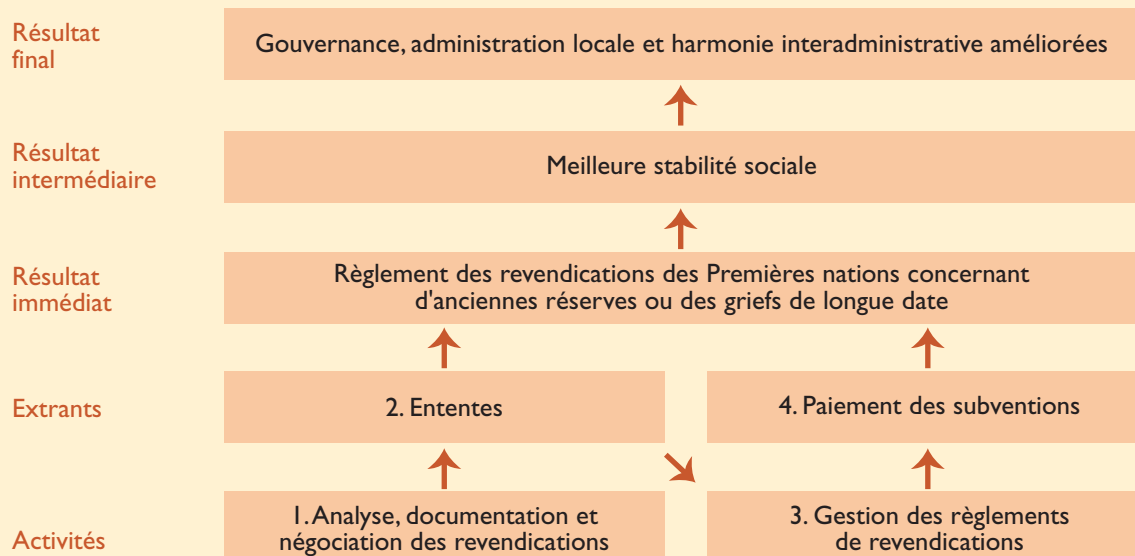 Résultat
final
Gouvernance, administration locale et harmonie interadministrative améliorées
Résultat
intermédiaire
Meilleure stabilité sociale
Résultat
immédiat
Règlement des revendications des Premières nations concernant
d'anciennes réserves ou des griefs de longue date
Extrants
2. Ententes
4. Paiement des subventions
Activités
1. Analyse, documentation et
négociation des revendications
3. Gestion des règlements
de revendications